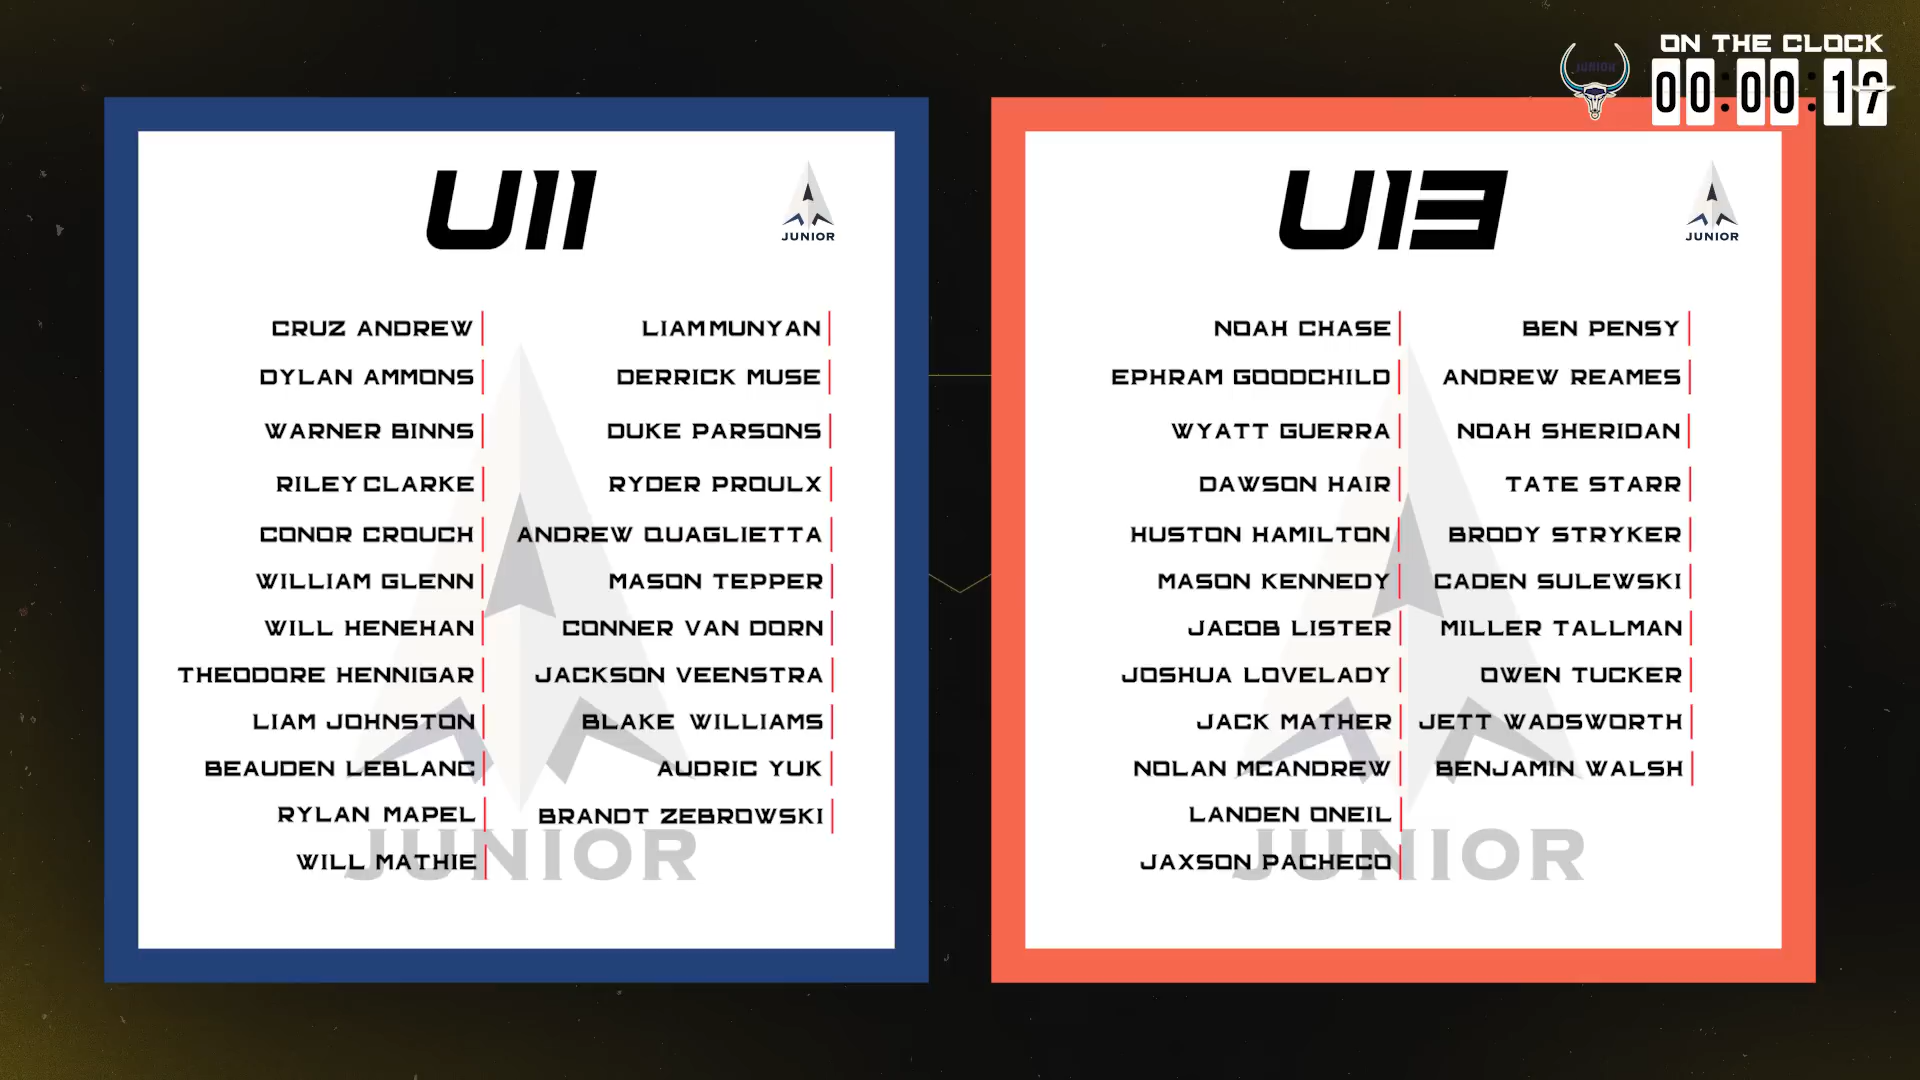 ON THE CLOCK
JUNIOR
00:00:1
U11
JUNIOR
CRUZ ANDREW
DYLAN AMMONS
WARNER BINNS
RILEY CLARKE
CONOR CROUCH
WILLIAM GLENN
WILL HENEHAN
THEODORE HENNIGAR
LIAM JOHNSTON
BEAUDEN LEBLANC
RYLAN MAPEL
WILL MATHIE
LIAM MUNYAN
DERRICK MUSE
DUKE PARSONS
RYDER PROULX
ANDREW QUAGLIETTA
MASON TEPPER
CONNER VAN DORN
JACKSON VEENSTRA
BLAKE WILLIAMS
AUDRIC YUK
BRANDT ZEBROWSKI
JUNIOR
U13
JUNIOR
NOAH CHASE
EPHRAM GOODCHILD
WYATT GUERRA
DAWSON HAIR
HUSTON HAMILTON
MASON KENNEDY
JACOB LISTER
JOSHUA LOVELADY
JACK MATHER
NOLAN MCANDREW
LANDEN ONEIL
JAXSON PACHECO
BEN PENSY
ANDREW REAMES
NOAH SHERIDAN
TATE STARR
BRODY STRYKER
CADEN SULEWSKI
MILLER TALLMAN
OWEN TUCKER
JETT WADSWORTH
BENJAMIN WALSH
JUNIOR